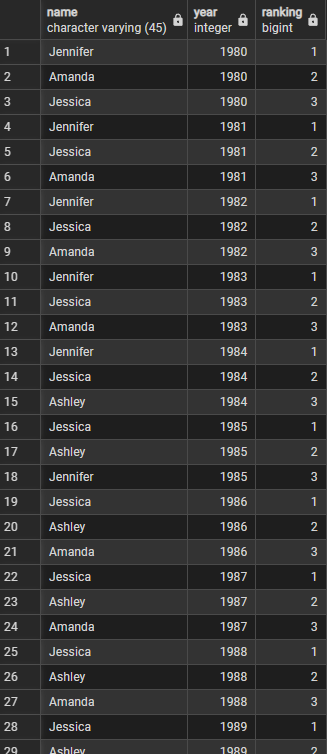 name year ranking
character varying (45) integer bigint
1 Jennifer 1980 1
2 Amanda 1980 2
3 Jessica 1980 3
4 Jennifer 1981 1
5 Jessica 1981 2
6 Amanda 1981 3
7 Jennifer 1982 1
8 Jessica 1982 2
9 Amanda 1982 3
10 Jennifer 1983 1
11 Jessica 1983 2
12 Amanda 1983 3
13 Jennifer 1984 1
14 Jessica 1984 2
15 Ashley 1984 3
16 Jessica 1985 1
17 Ashley 1985 2
18 Jennifer 1985 3
19 Jessica 1986 1
20 Ashley 1986 2
21 Amanda 1986 3
22 Jessica 1987 1
23 Ashley 1987 2
24 Amanda 1987 3
25 Jessica 1988 1
26 Ashley 1988 2
27 Amanda 1988 3
28 Jessica 1989 1
29 Ashley 1989 2